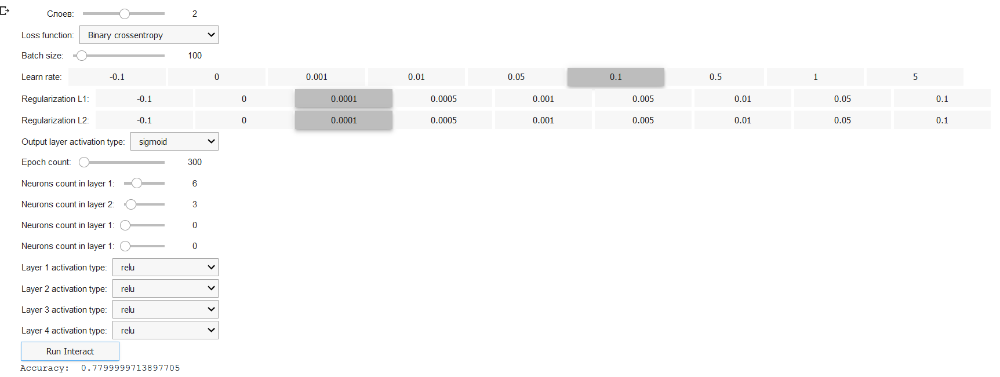 Слоев: 2
Loss function: Binary crossentropy
Batch size: 100
Learn rate: -0.1 0 0.001 0.01 0.05 0.1 0.5 1 5
Regularization L1: -0.1 0 0.0001 0.0005 0.001 0.005 0.01 0.05 0.1
Regularization L2: -0.1 0 0.0001 0.0005 0.001 0.005 0.01 0.05 0.1
Output layer activation type: sigmoid
Epoch count: 300
Neurons count in layer 1: 6
Neurons count in layer 2: 3
Neurons count in layer 1: 0
Neurons count in layer 1: 0
Layer 1 activation type: relu
Layer 2 activation type: relu
Layer 3 activation type: relu
Layer 4 activation type: relu
Run Interact
Accuracy: 0.7799999713897705